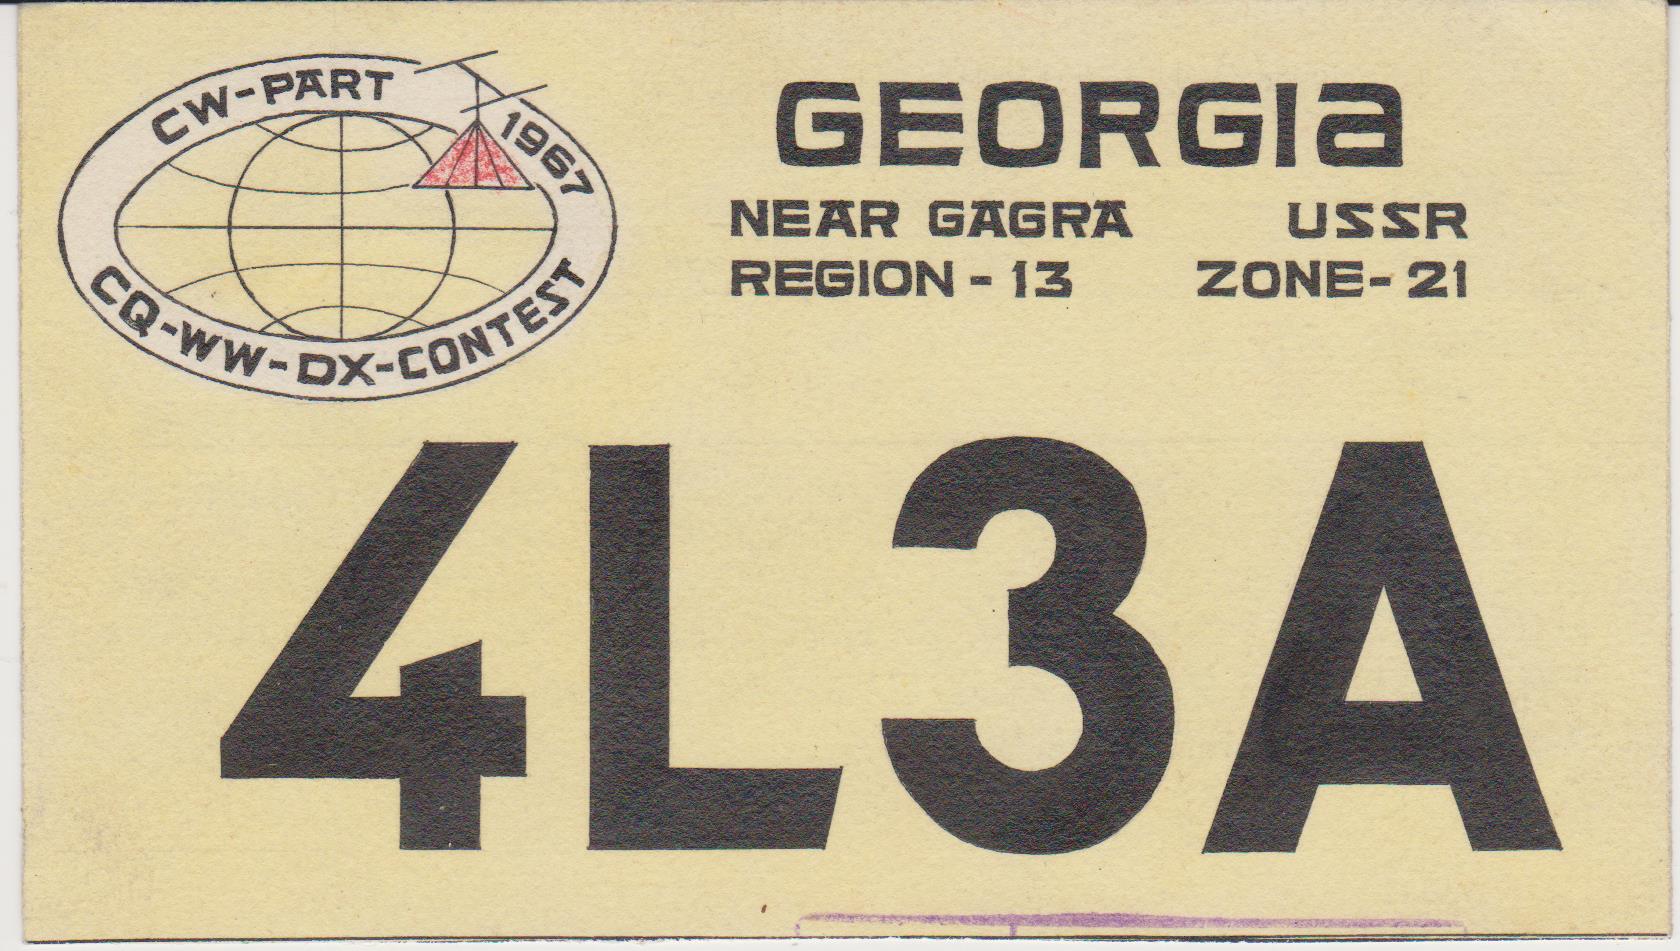 CW-PART 1967
CQ-WW-DX-CONTEST
GEORGIA
NEAR GAGRA USSR
REGION - 13 ZONE - 21
4L3A